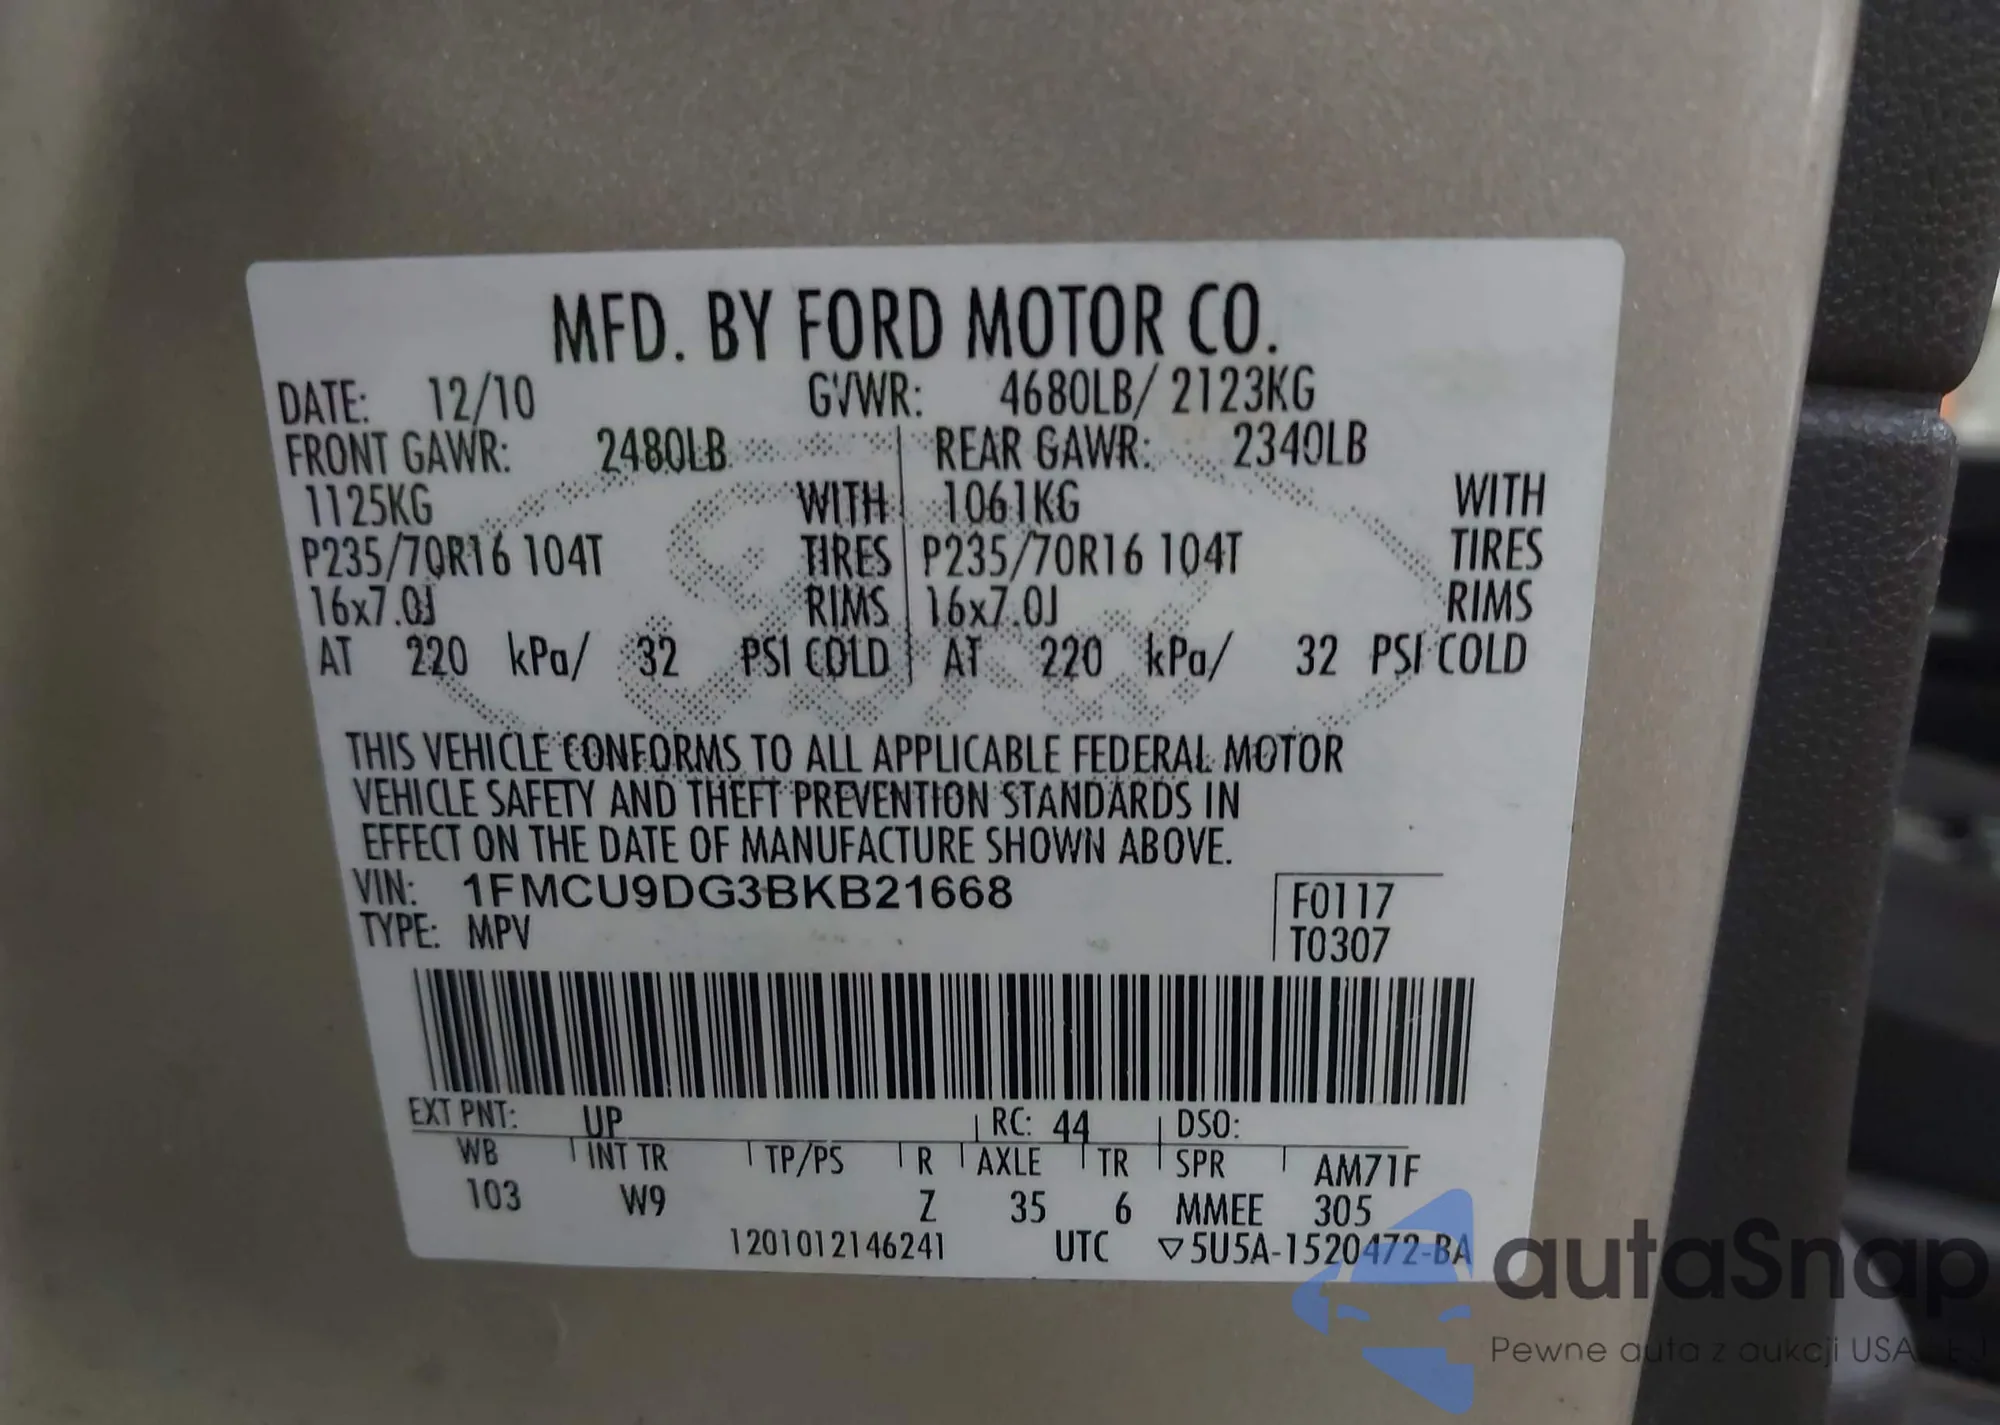 MFD. BY FORD MOTOR CO.
DATE: 12/10 GVWR: 4680LB/ 2123KG
FRONT GAWR: 2480LB REAR GAWR: 2340LB
1125KG WITH 1061KG WITH
P235/70R16 104T TIRES P235/70R16 104T TIRES
16x7.0J RIMS 16x7.0J RIMS
AT 220 kPa/ 32 PSI COLD AT 220 kPa/ 32 PSI COLD
THIS VEHICLE CONFORMS TO ALL APPLICABLE FEDERAL MOTOR
VEHICLE SAFETY AND THEFT PREVENTION STANDARDS IN
EFFECT ON THE DATE OF MANUFACTURE SHOWN ABOVE.
VIN: 1FMCU9DG3BKB21668 F0117
TYPE: MPV T0307
EXT PNT: UP RC: 44 DSO:
WB INT TR TP/PS R AXLE TR SPR AM71F
103 W9 Z 35 6 MMEE 305
1201012146241 UTC ▽5U5A-1520472-BA
autaSnap
Pewne auta z aukcji USA